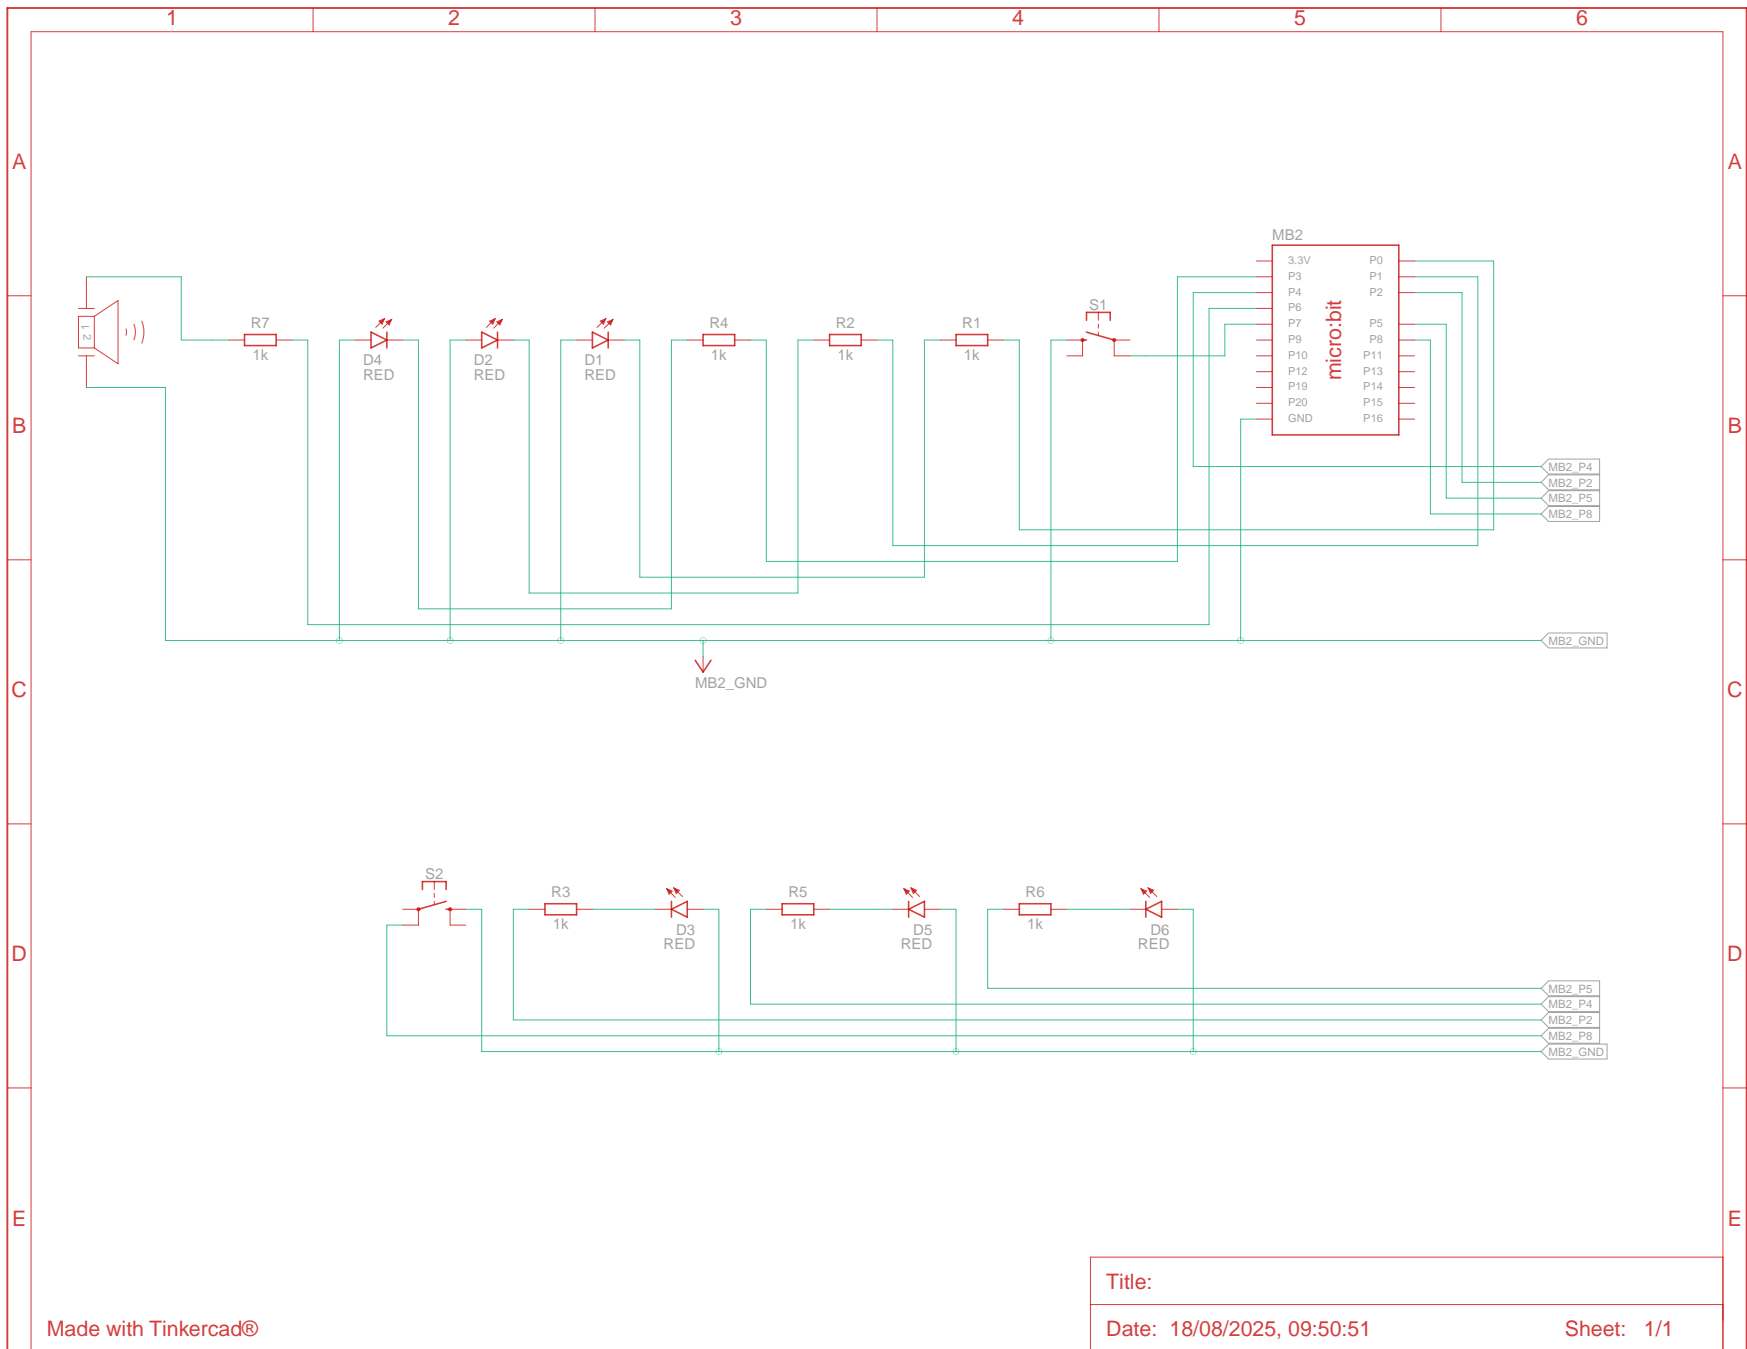 1 2 3 4 5 6
A A
MB2
3.3V P0
P3 P1
P4 P2
P6
P7 P5
P9 P8
P10 P11
P12 P13
P19 P14
P20 P15
GND P16
micro:bit
S1
1 2
R7
1k
D4
RED
D2
RED
D1
RED
R4
1k
R2
1k
R1
1k
B B
MB2_P4
MB2_P2
MB2_P5
MB2_P8
MB2_GND
MB2_GND
C C
S2
R3
1k
D3
RED
R5
1k
D5
RED
R6
1k
D6
RED
D D
MB2_P5
MB2_P4
MB2_P2
MB2_P8
MB2_GND
E E
Title:
Made with Tinkercad®
Date: 18/08/2025, 09:50:51 Sheet: 1/1